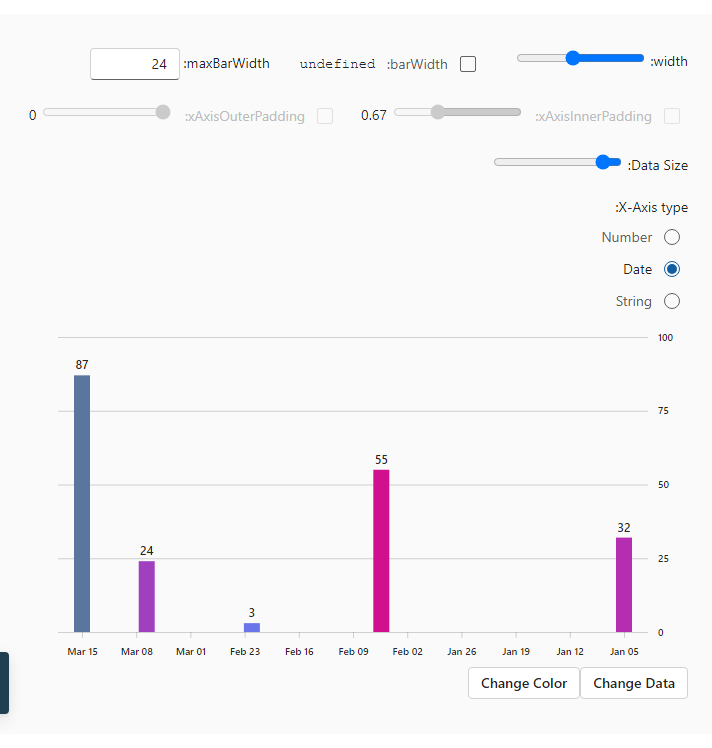 24 :maxBarWidth undefined :barWidth :width
0 :xAxisOuterPadding 0.67 :xAxisInnerPadding
:Data Size
:X-Axis type
Number
Date
String
100
87
75
55
50
32
24
25
3
0
Mar 15 Mar 08 Mar 01 Feb 23 Feb 16 Feb 09 Feb 02 Jan 26 Jan 19 Jan 12 Jan 05
Change Color Change Data